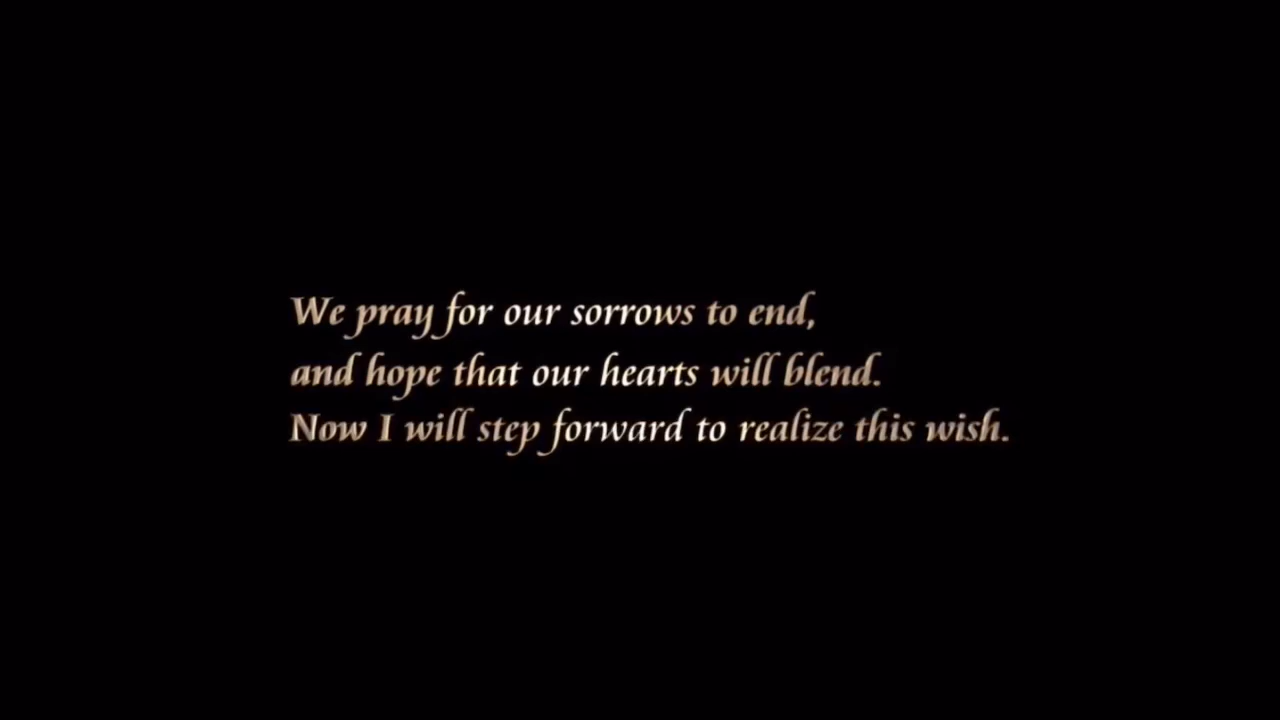 We pray for our sorrows to end,
and hope that our hearts will blend.
Now I will step forward to realize this wish.